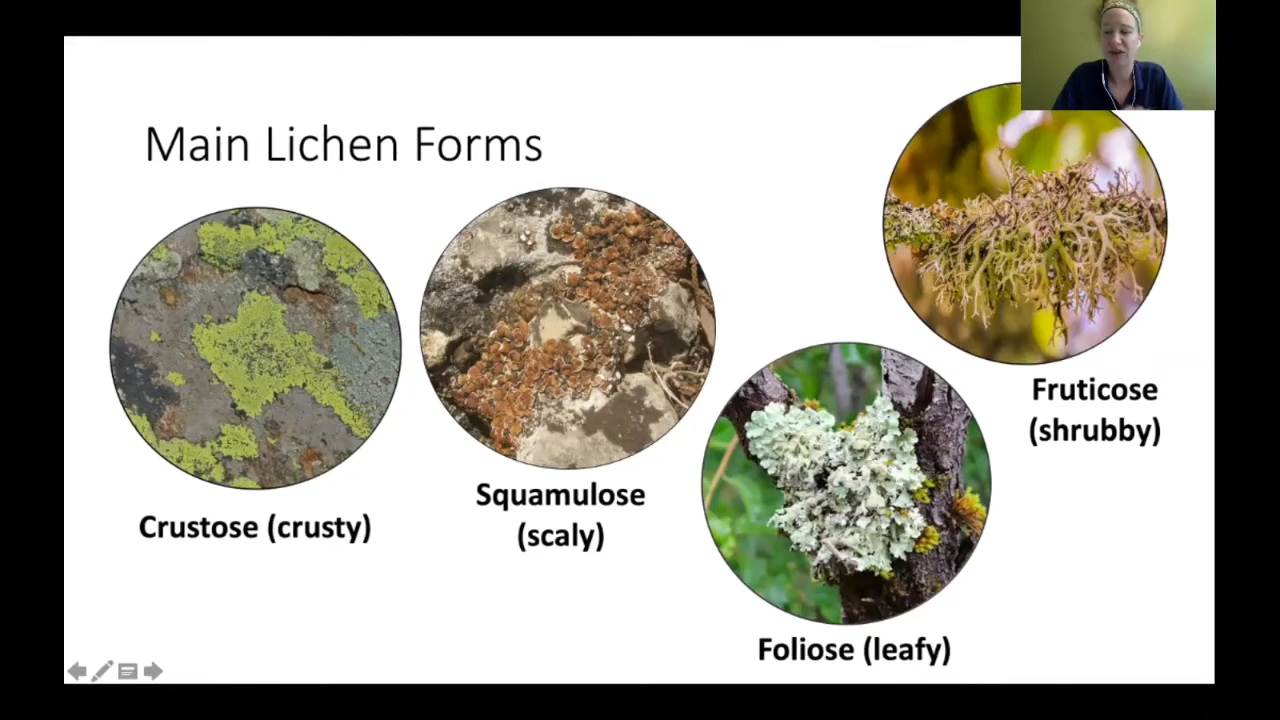 Main Lichen Forms
Crustose (crusty)
Squamulose
(scaly)
Foliose (leafy)
Fruticose
(shrubby)